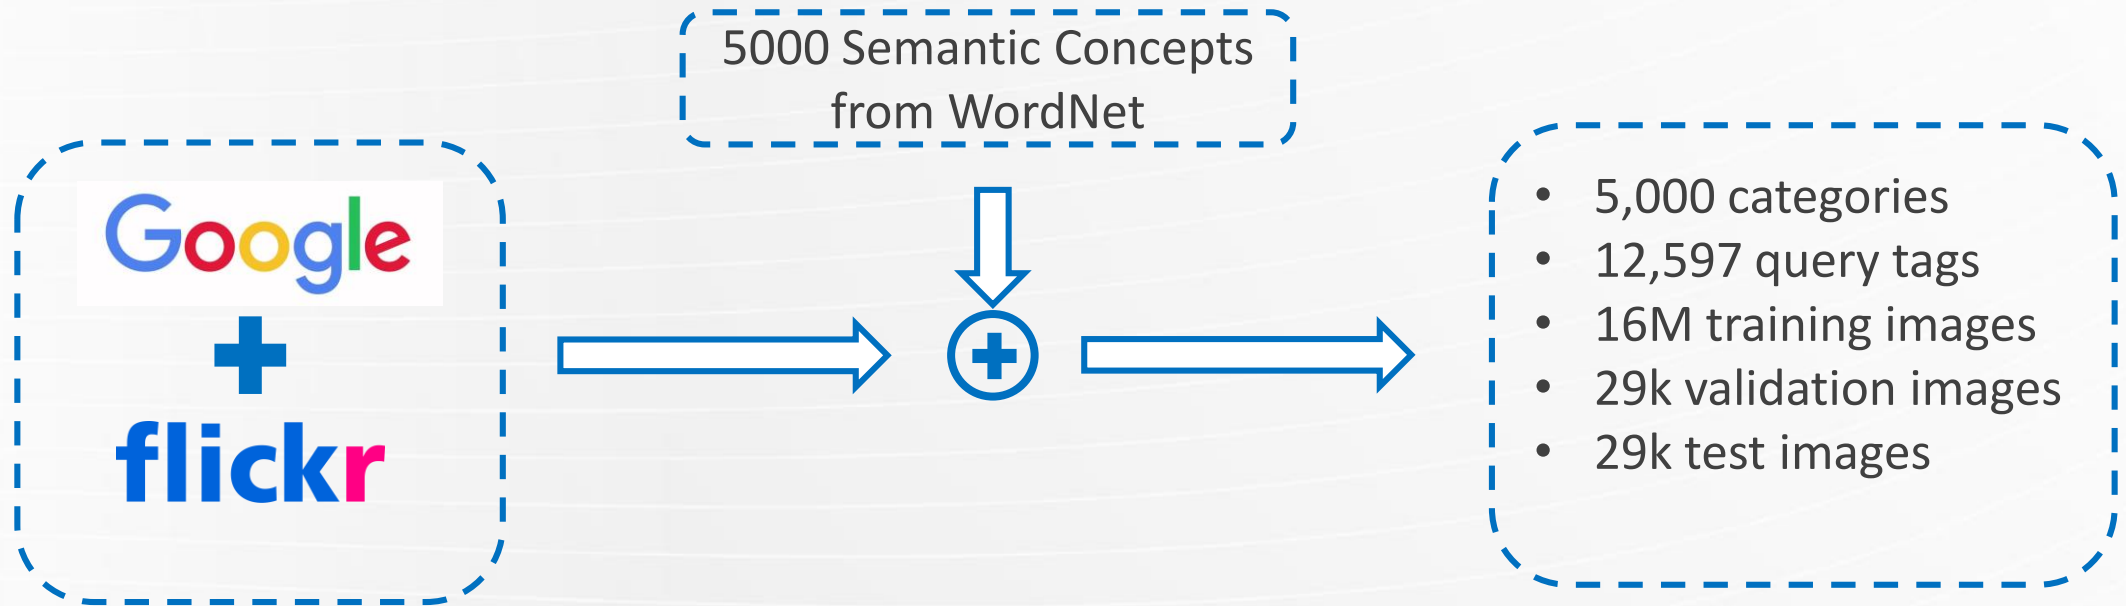 5000 Semantic Concepts
from WordNet
Google
flickr
• 5,000 categories
• 12,597 query tags
• 16M training images
• 29k validation images
• 29k test images